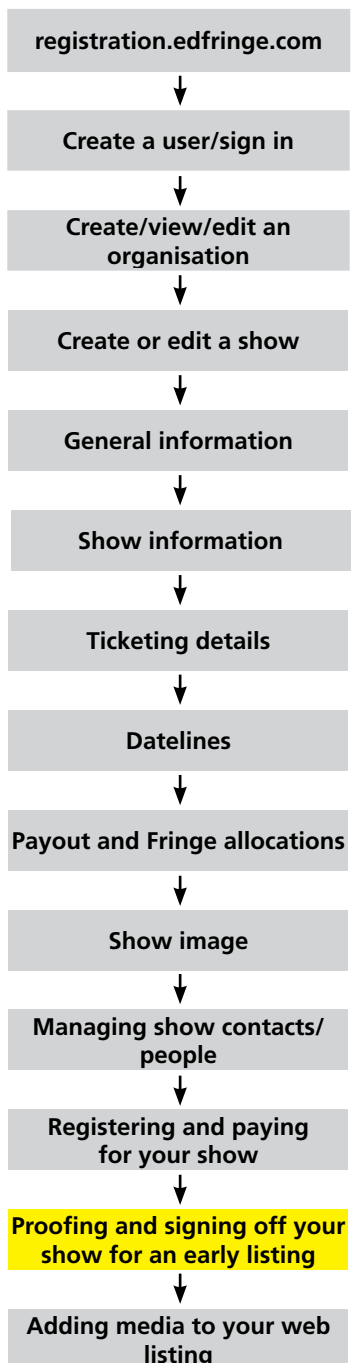 registration.edfringe.com
Create a user/sign in
Create/view/edit an
organisation
Create or edit a show
General information
Show information
Ticketing details
Datelines
Payout and Fringe allocations
Show image
Managing show contacts/
people
Registering and paying
for your show
Proofing and signing off your
show for an early listing
Adding media to your web
listing